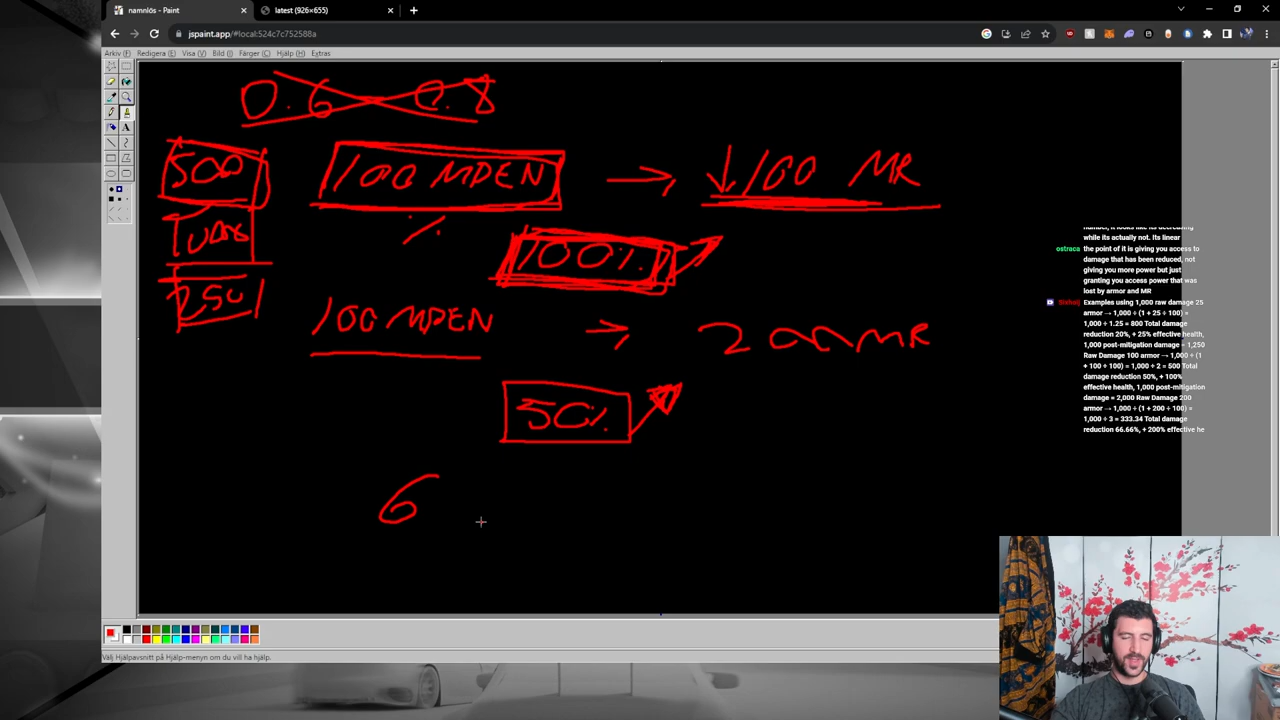 namnlös - Paint
latest (926×655)
jspaint.app/#local:524c7c752588a
Arkiv (F) Redigera (E) Visa (V) Bild (I) Färger (C) Hjälp (H) Extras
0.6 0.8
500
100 MPEN → ↓100 MR
%
100%
250
100 MPEN → 200 MR
50%
6
while its actually not. Its linear
ostraca the point of it is giving you access to
damage that has been reduced, not
giving you more power but just
granting you access power that was
lost by armor and MR
Examples using 1,000 raw damage 25
armor → 1,000 ÷ (1 + 25 ÷ 100) =
1,000 ÷ 1.25 = 800 Total damage
reduction 20%, + 25% effective health,
1,000 post-mitigation damage = 1,250
Raw Damage 100 armor → 1,000 ÷ (1
+ 100 ÷ 100) = 1,000 ÷ 2 = 500 Total
damage reduction 50%, + 100%
effective health, 1,000 post-mitigation
damage = 2,000 Raw Damage 200
armor → 1,000 ÷ (1 + 200 ÷ 100) =
1,000 ÷ 3 = 333.34 Total damage
reduction 66.66%, + 200% effective he
Välj Hjälpavsnitt på Hjälp-menyn om du vill ha hjälp.